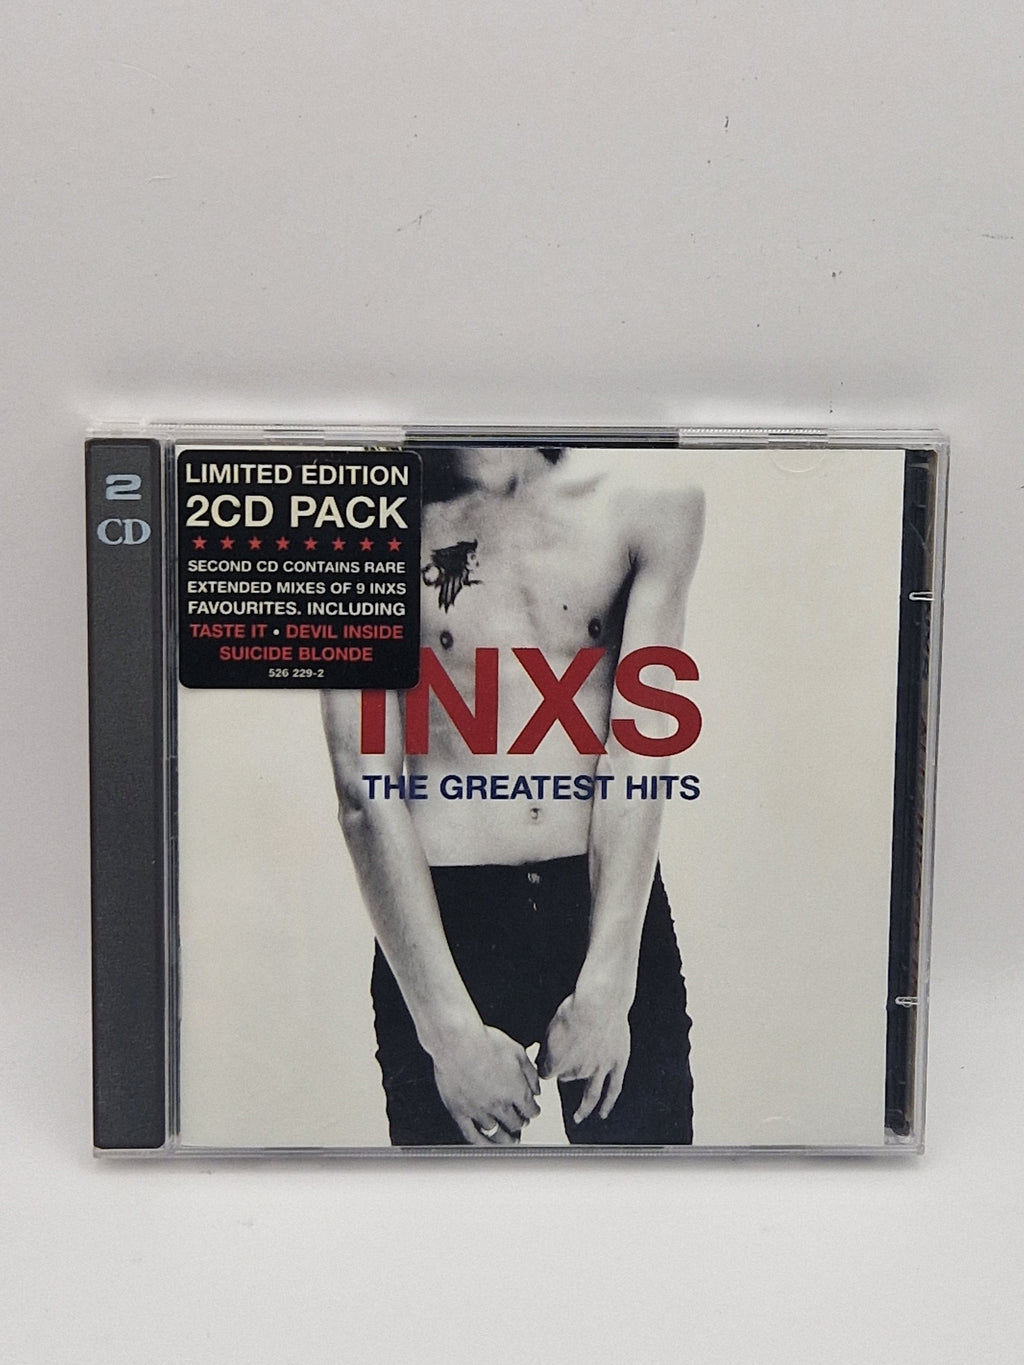 2
CD
LIMITED EDITION
2CD PACK
★ ★ ★ ★ ★ ★ ★ ★
SECOND CD CONTAINS RARE
EXTENDED MIXES OF 9 INXS
FAVOURITES. INCLUDING
TASTE IT • DEVIL INSIDE
SUICIDE BLONDE
526 229-2
INXS
THE GREATEST HITS